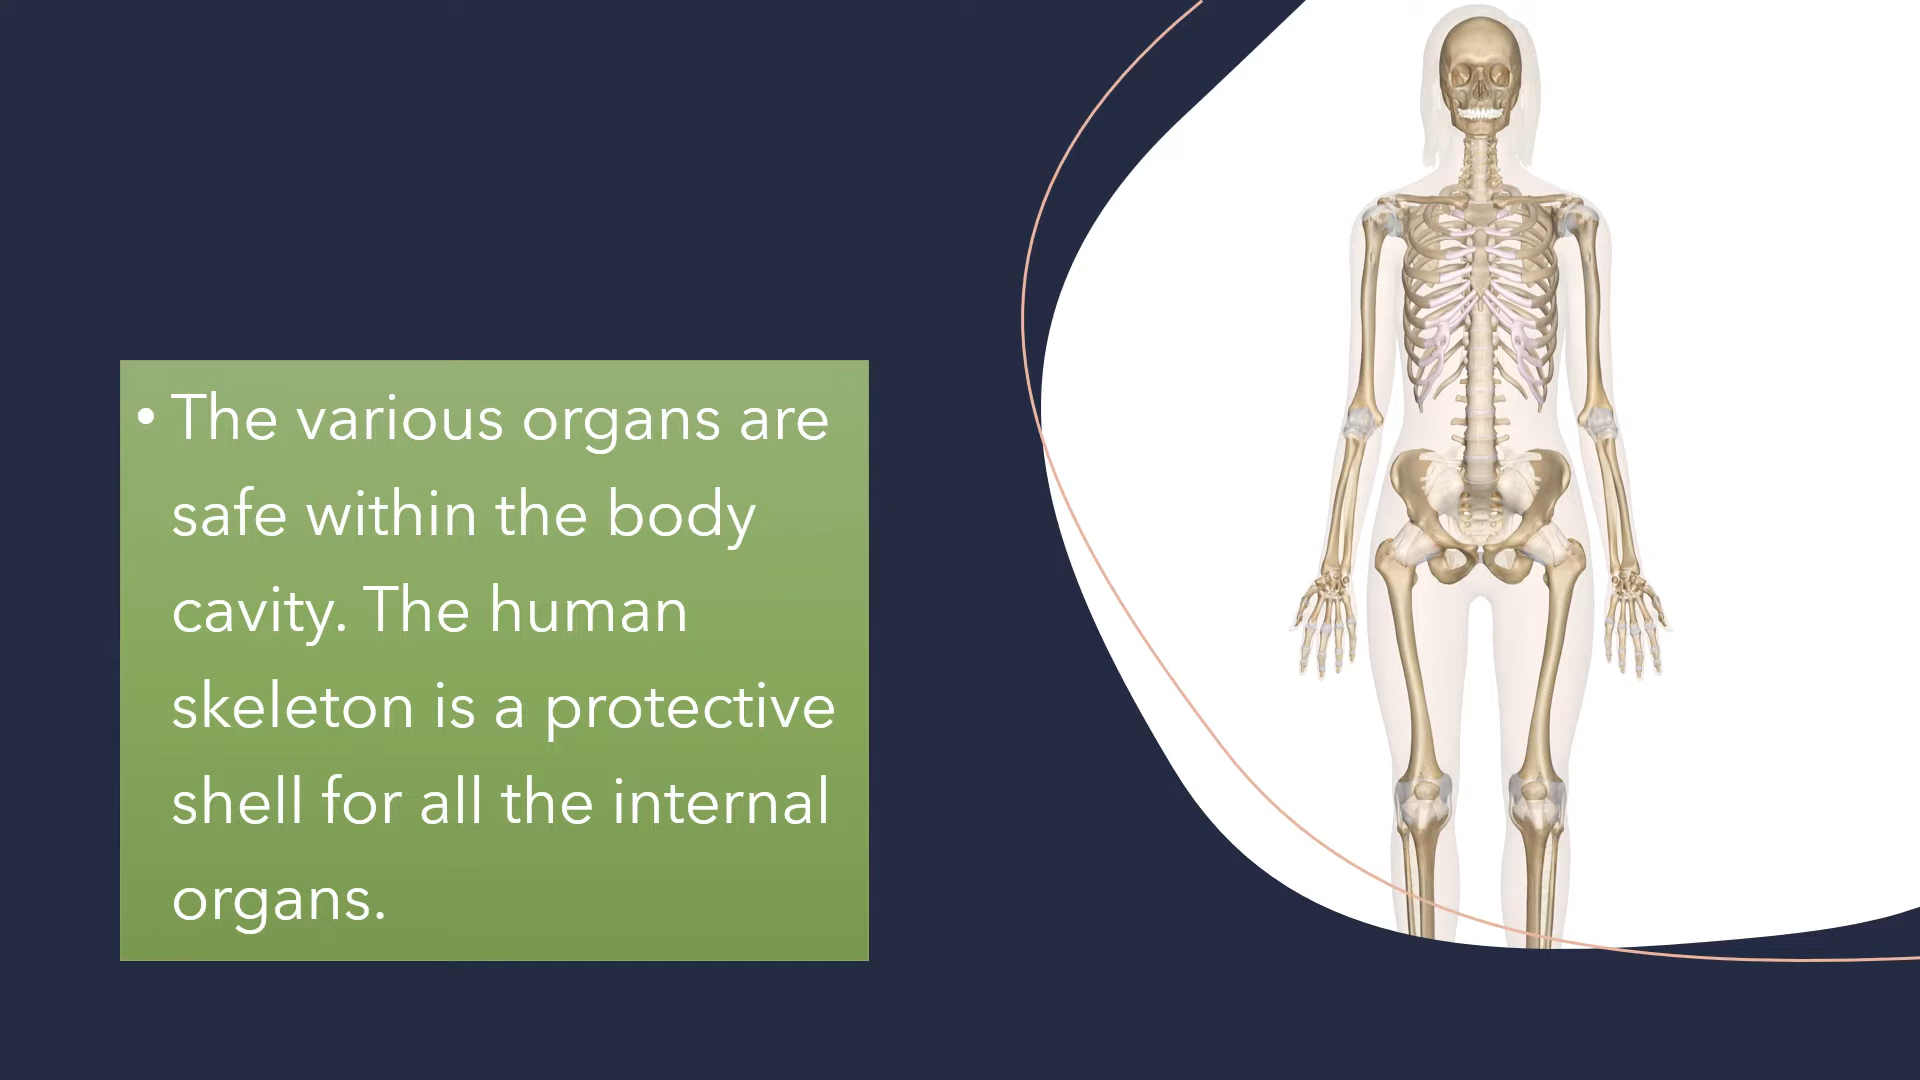 • The various organs are
safe within the body
cavity. The human
skeleton is a protective
shell for all the internal
organs.